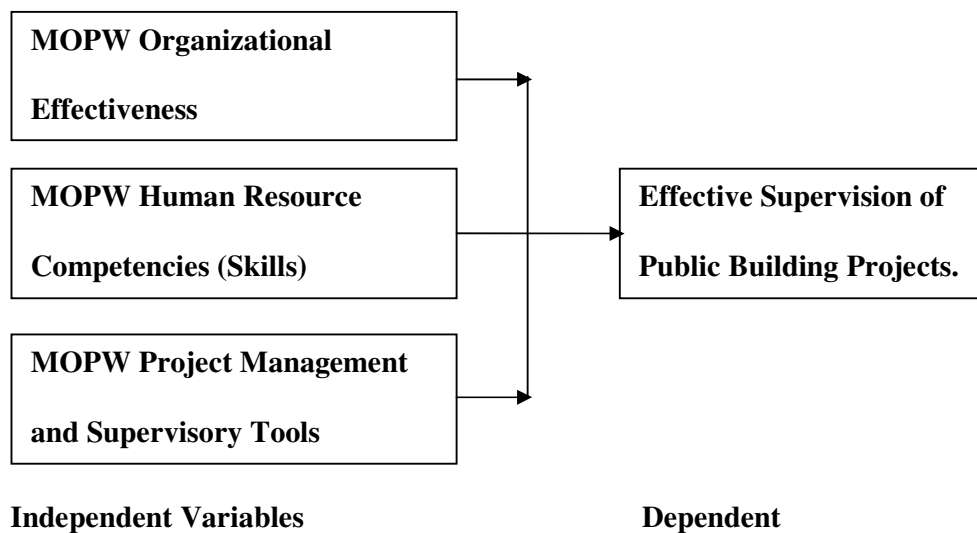 MOPW Organizational
Effectiveness
MOPW Human Resource
Competencies (Skills)
Effective Supervision of
Public Building Projects.
MOPW Project Management
and Supervisory Tools
Independent Variables
Dependent